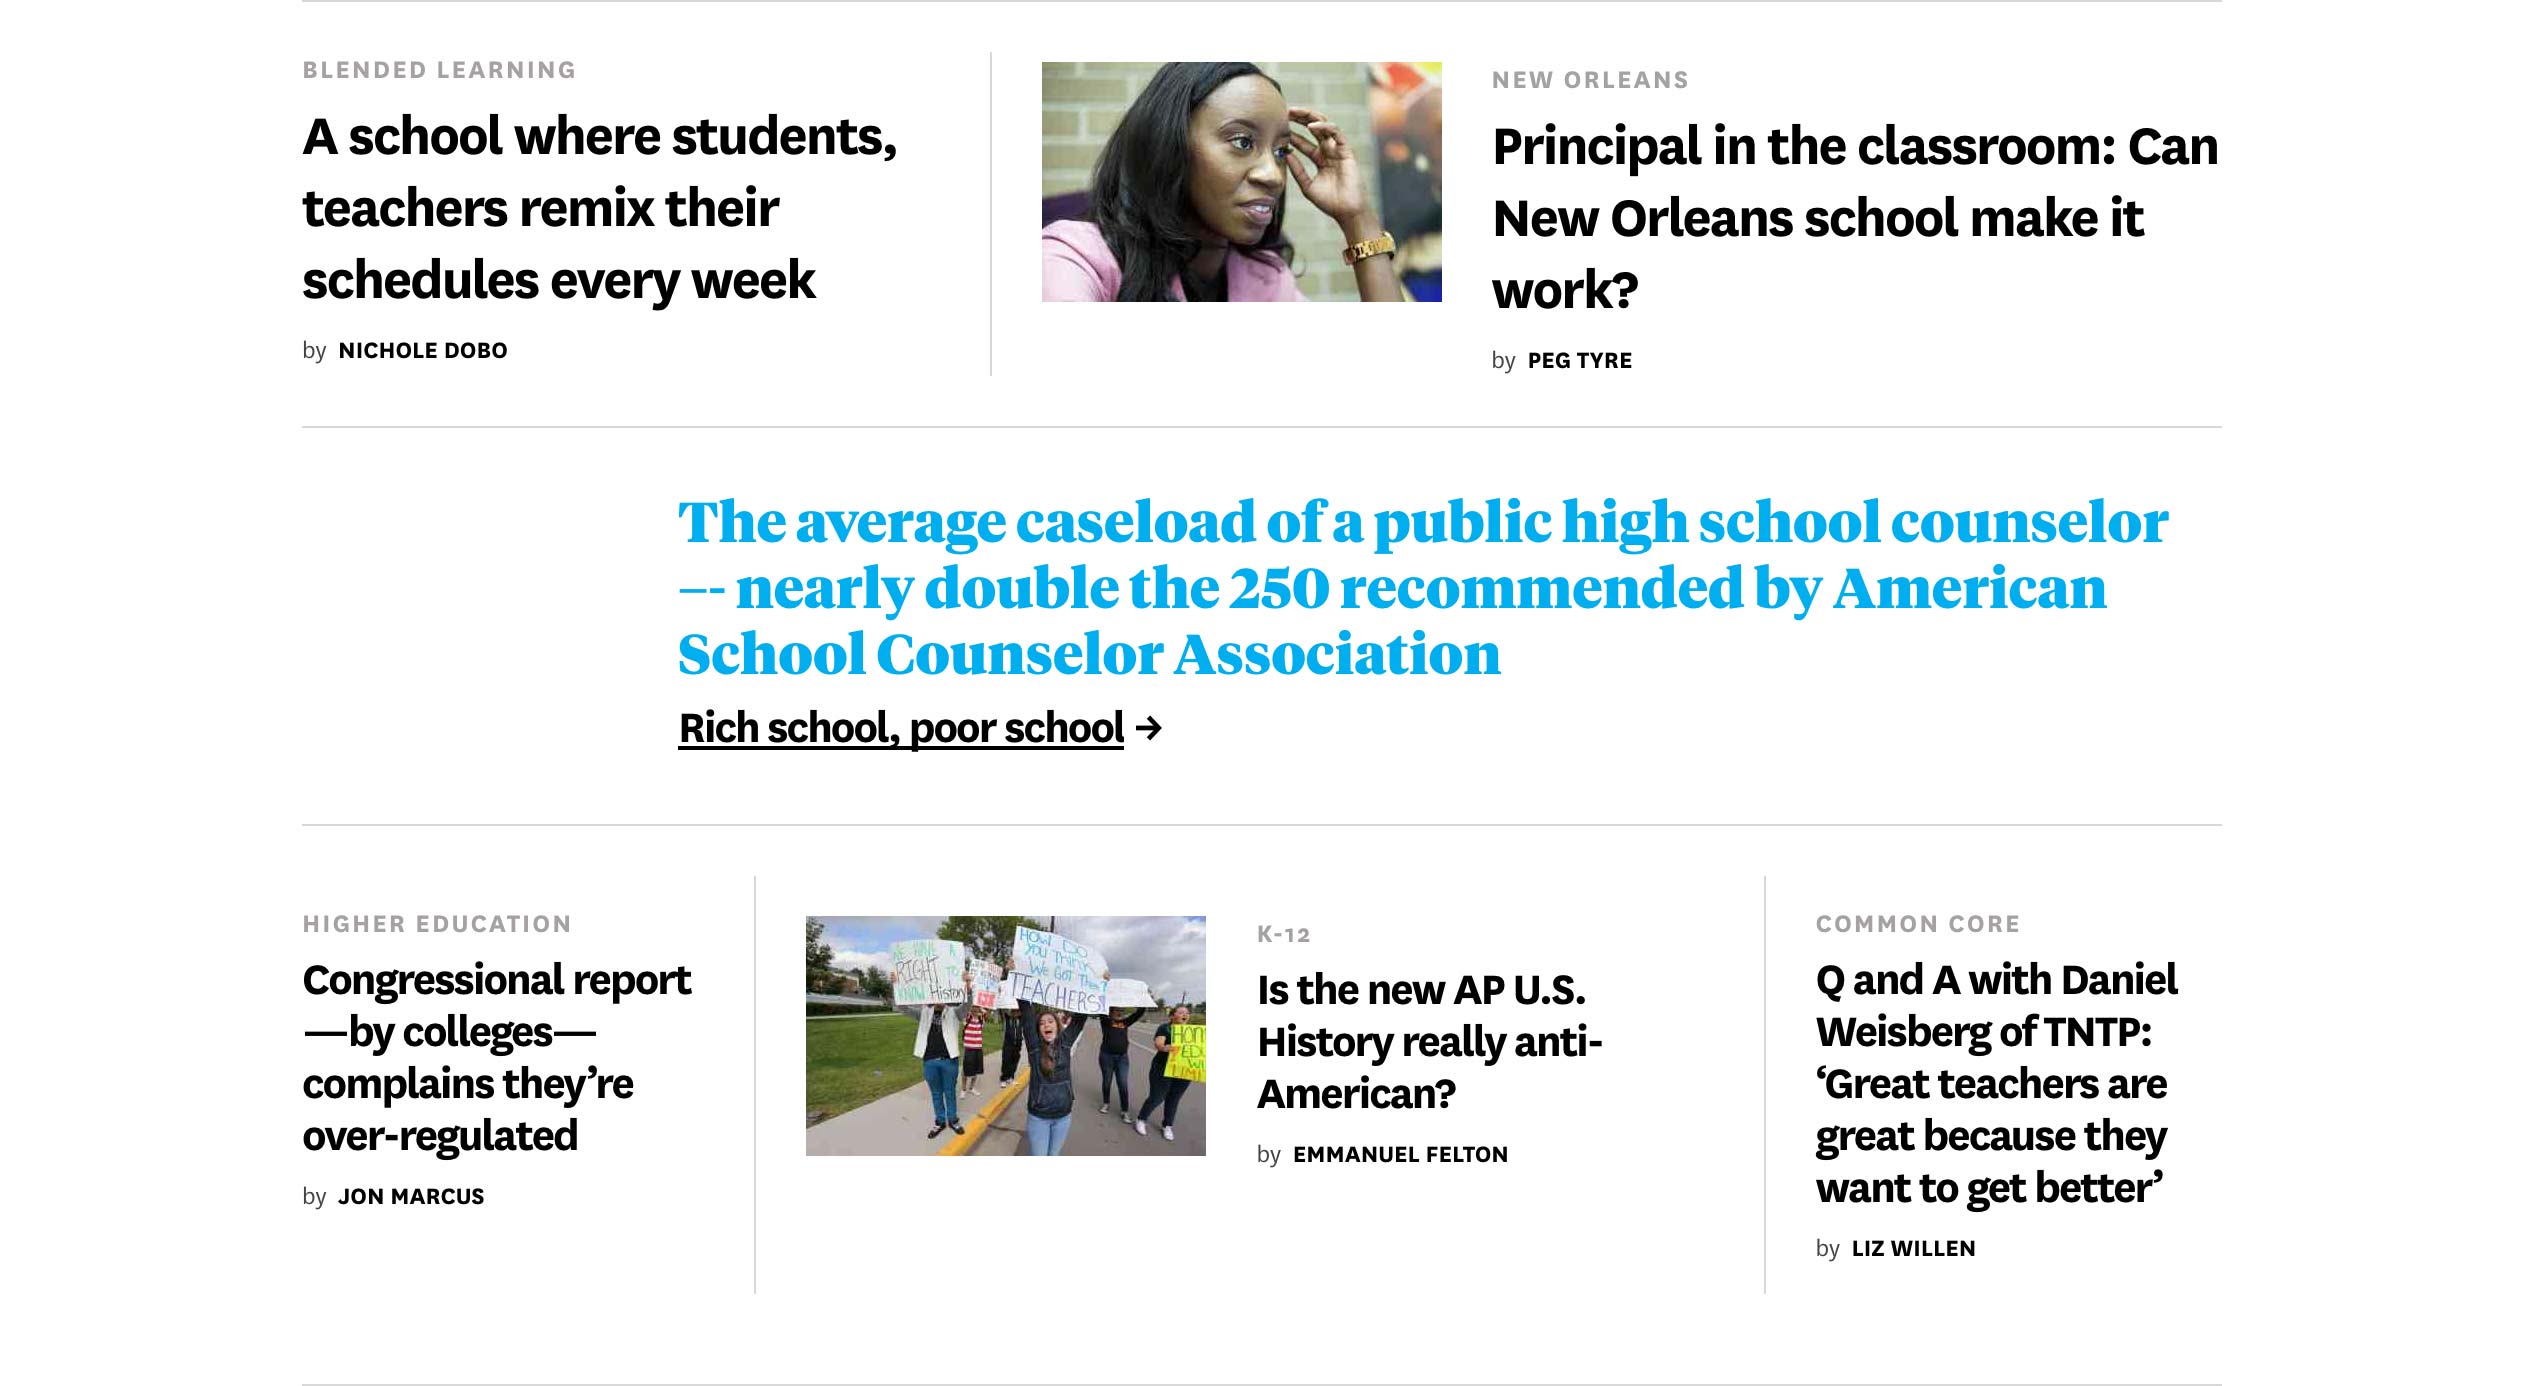 BLENDED LEARNING
A school where students,
teachers remix their
schedules every week
by NICHOLE DOBO
NEW ORLEANS
Principal in the classroom: Can
New Orleans school make it
work?
by PEG TYRE
The average caseload of a public high school counselor
–- nearly double the 250 recommended by American
School Counselor Association
Rich school, poor school →
HIGHER EDUCATION
Congressional report
—by colleges—
complains they’re
over-regulated
by JON MARCUS
WE HAVE A
RIGHT TO
KNOW History
HOW DO
YOU THINK
WE GOT THIS?
TEACHERS!
K-12
Is the new AP U.S.
History really anti-
American?
by EMMANUEL FELTON
COMMON CORE
Q and A with Daniel
Weisberg of TNTP:
‘Great teachers are
great because they
want to get better’
by LIZ WILLEN